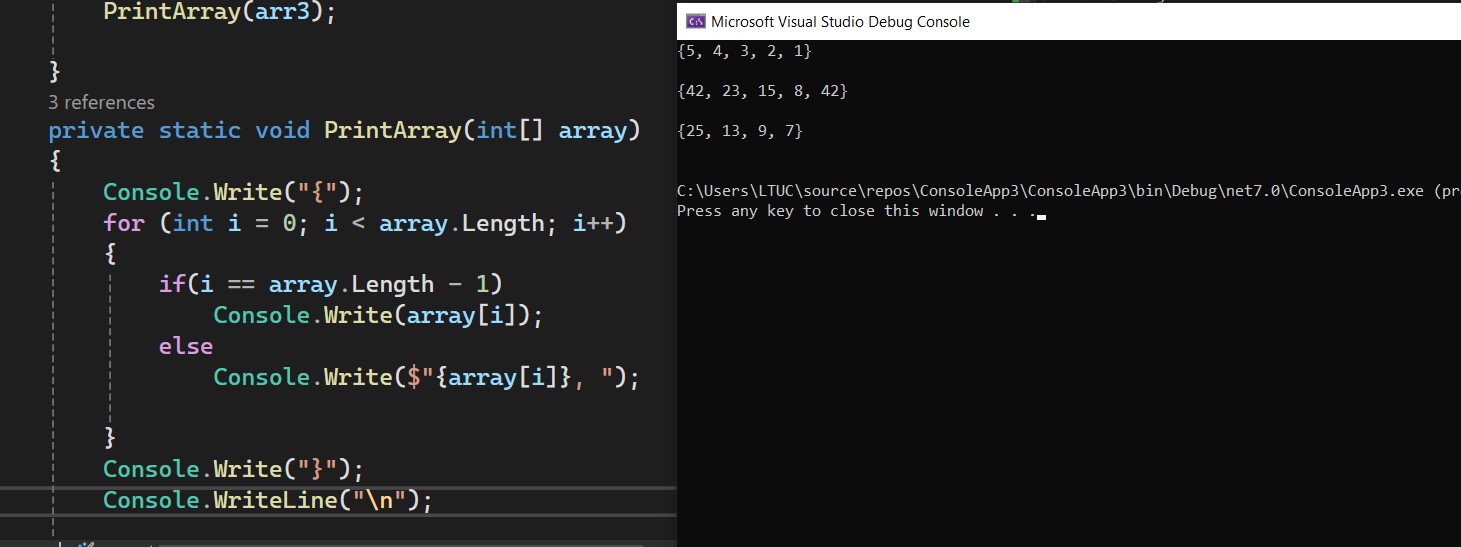 PrintArray(arr3);
}
3 references
private static void PrintArray(int[] array)
{
Console.Write("{");
for (int i = 0; i < array.Length; i++)
{
if(i == array.Length - 1)
Console.Write(array[i]);
else
Console.Write($"{array[i]}, ");
}
Console.Write("}");
Console.WriteLine("\n");
Microsoft Visual Studio Debug Console
{5, 4, 3, 2, 1}
{42, 23, 15, 8, 42}
{25, 13, 9, 7}
C:\Users\LTUC\source\repos\ConsoleApp3\ConsoleApp3\bin\Debug\net7.0\ConsoleApp3.exe (pr
Press any key to close this window . . .